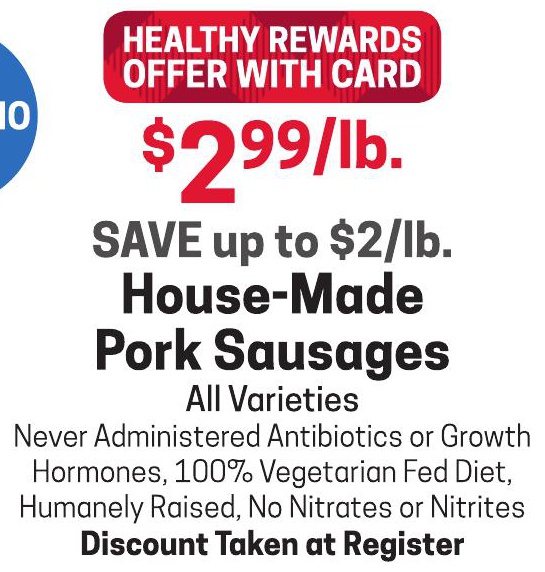 HEALTHY REWARDS
OFFER WITH CARD
10
$2 99/lb.
SAVE up to $2/lb.
House-Made
Pork Sausages
All Varieties
Never Administered Antibiotics or Growth
Hormones, 100% Vegetarian Fed Diet,
Humanely Raised, No Nitrates or Nitrites
Discount Taken at Register